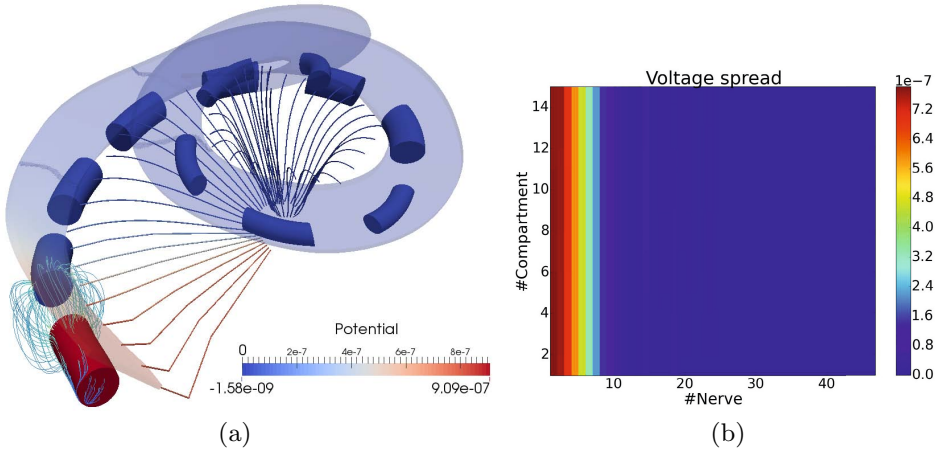 Potential
0 2e-7 4e-7 6e-7 8e-7
-1.58e-09 9.09e-07
(a)
Voltage spread
1e−7
14
12
10
8
6
4
2
#Compartment
10 20 30 40
#Nerve
7.2
6.4
5.6
4.8
4.0
3.2
2.4
1.6
0.8
0.0
(b)